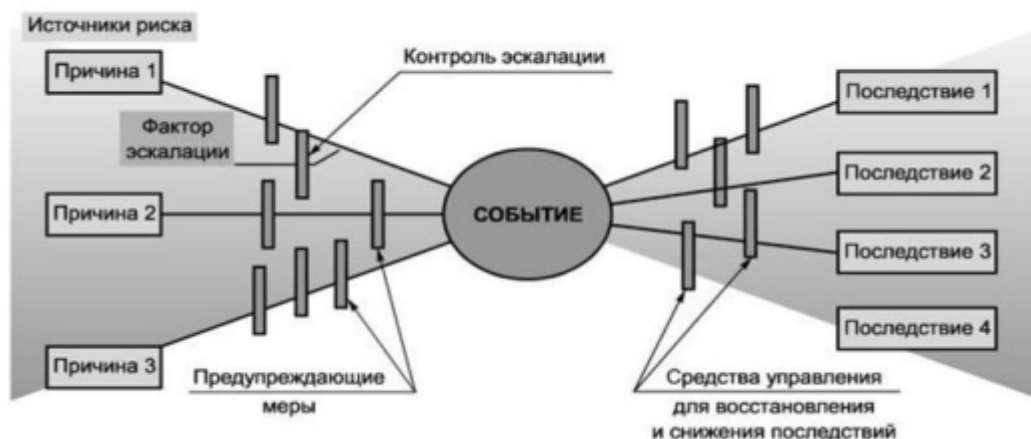 Источники риска
Причина 1
Контроль эскалации
Последствие 1
Фактор
эскалации
Последствие 2
Причина 2
СОБЫТИЕ
Последствие 3
Последствие 4
Причина 3
Предупреждающие
меры
Средства управления
для восстановления
и снижения последствий